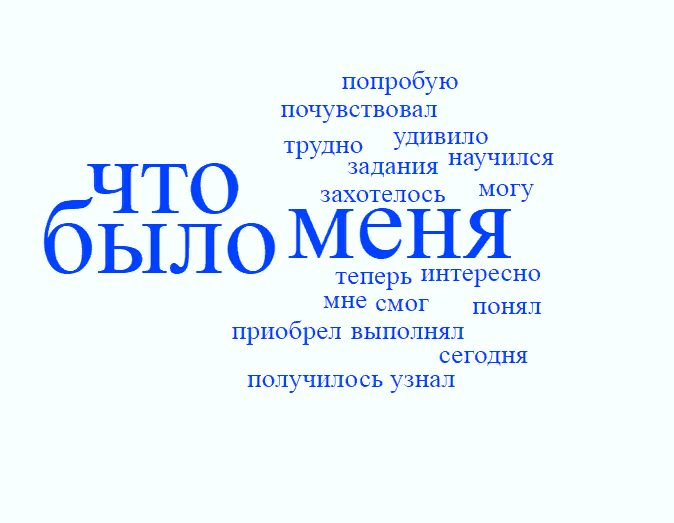 попробую
почувствовал
удивило
трудно
научился
задания
могу
захотелось
что
меня
было
теперь интересно
мне смог понял
приобрел выполнял
сегодня
получилось узнал